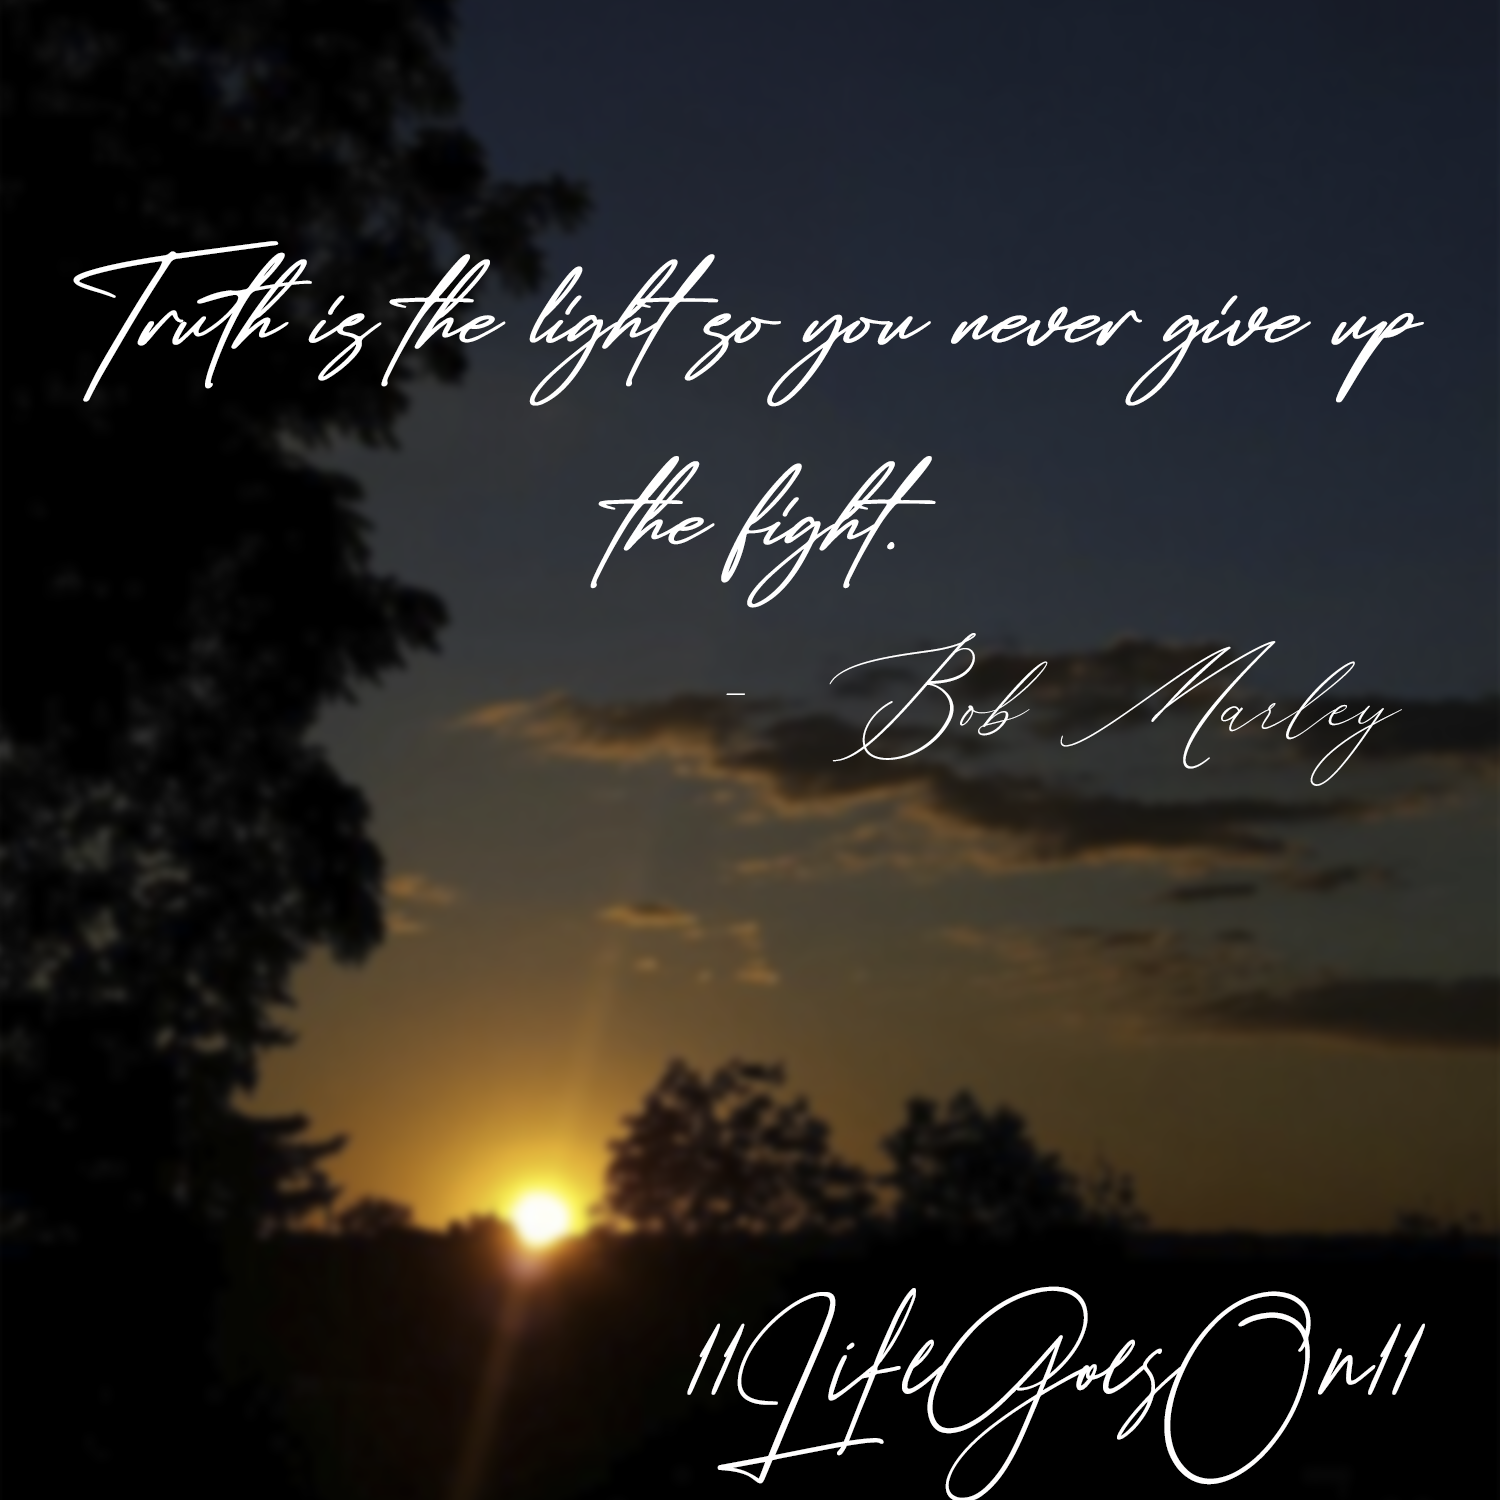 Truth is the light so you never give up
the fight.
- Bob Marley
11LifeGoesOn11